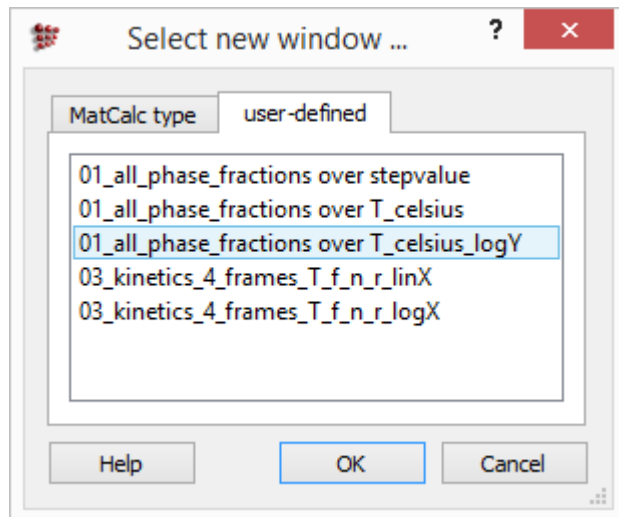 Select new window ...
?
×
MatCalc type
user-defined
01_all_phase_fractions over stepvalue
01_all_phase_fractions over T_celsius
01_all_phase_fractions over T_celsius_logY
03_kinetics_4_frames_T_f_n_r_linX
03_kinetics_4_frames_T_f_n_r_logX
Help
OK
Cancel